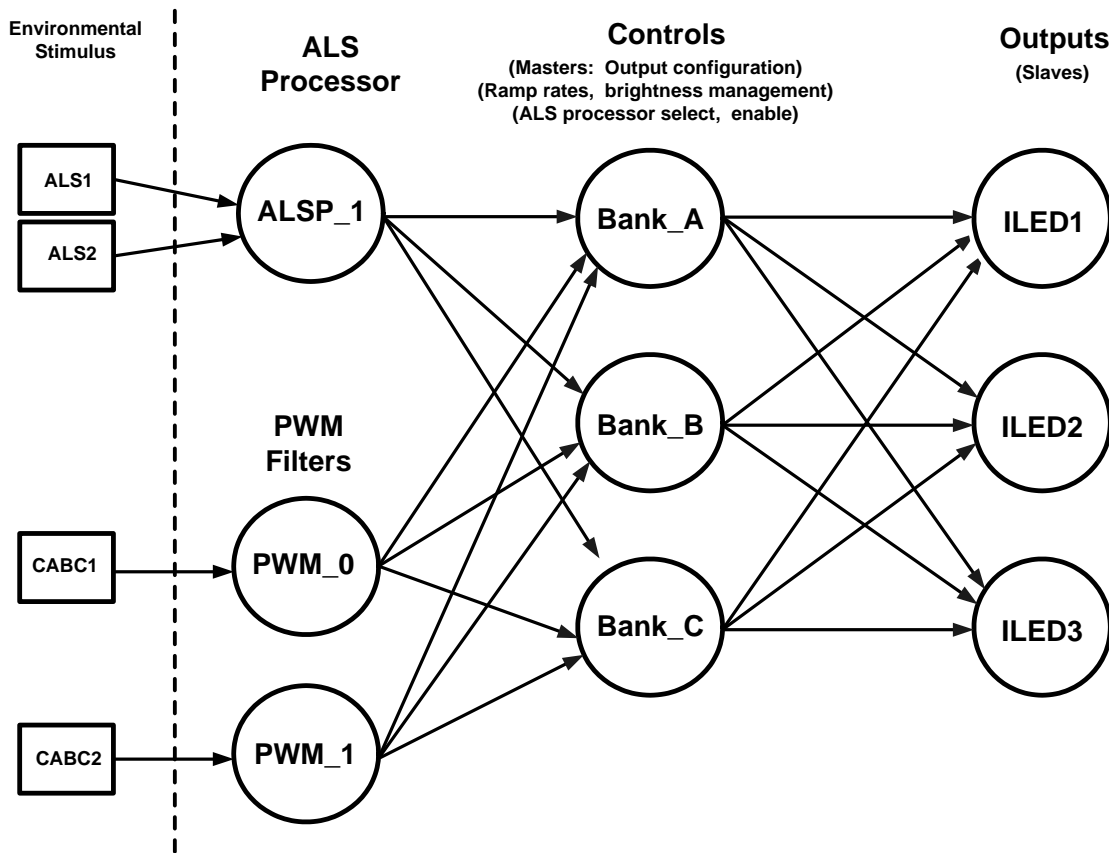 Environmental
Stimulus
ALS
Processor
Controls
(Masters: Output configuration)
(Ramp rates, brightness management)
(ALS processor select, enable)
Outputs
(Slaves)
ALS1
ALS2
ALSP_1
Bank_A
ILED1
PWM
Filters
Bank_B
ILED2
CABC1
PWM_0
Bank_C
ILED3
CABC2
PWM_1